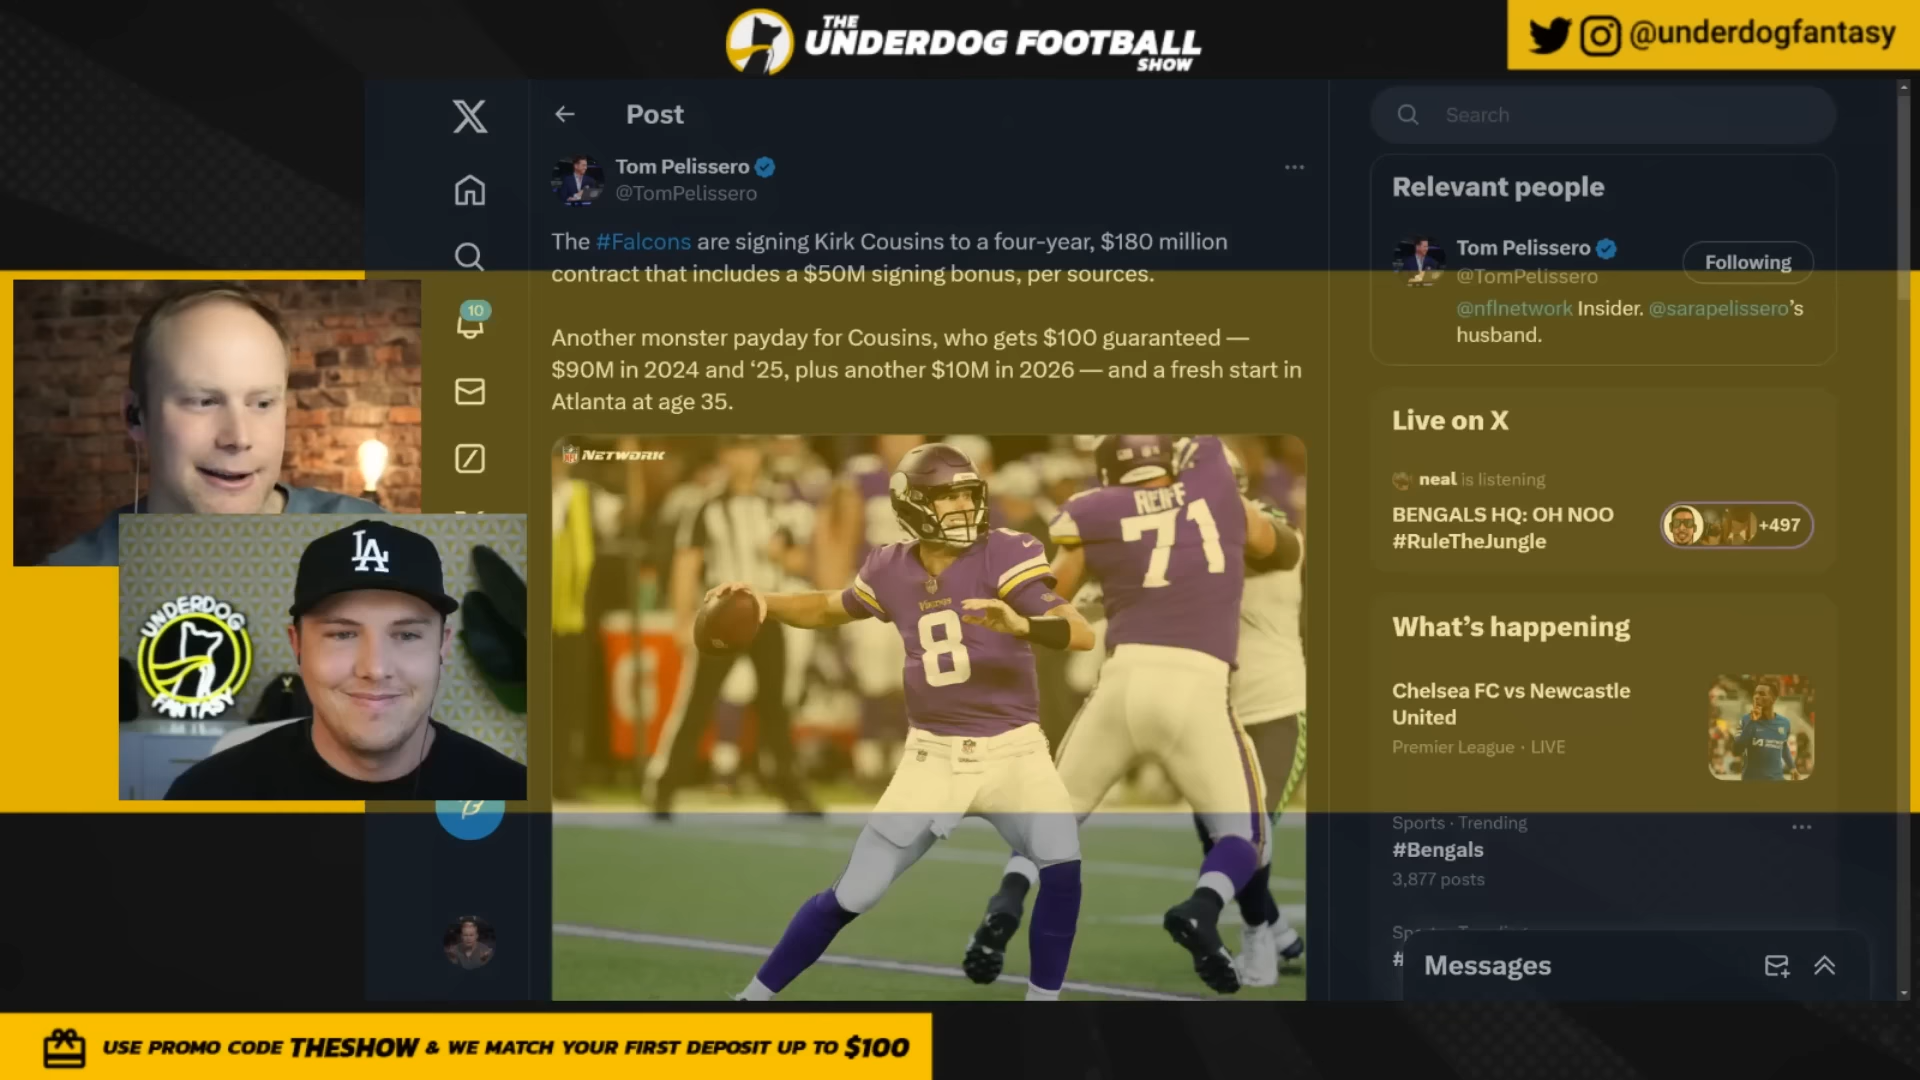 THE
UNDERDOG FOOTBALL
SHOW
@underdogfantasy
Post
Search
Tom Pelissero
@TomPelissero
The #Falcons are signing Kirk Cousins to a four-year, $180 million
contract that includes a $50M signing bonus, per sources.
Another monster payday for Cousins, who gets $100 guaranteed —
$90M in 2024 and ‘25, plus another $10M in 2026 — and a fresh start in
Atlanta at age 35.
10
NFL NETWORK
REIFF
71
Vikings
8
G
LA
UNDERDOG
FANTASY
Relevant people
Tom Pelissero
@TomPelissero
Following
@nflnetwork Insider. @sarapelissero’s
husband.
Live on X
neal is listening
BENGALS HQ: OH NOO
#RuleTheJungle
+497
What’s happening
Chelsea FC vs Newcastle
United
Premier League · LIVE
Sports · Trending
#Bengals
3,877 posts
#
Messages
USE PROMO CODE THESHOW & WE MATCH YOUR FIRST DEPOSIT UP TO $100